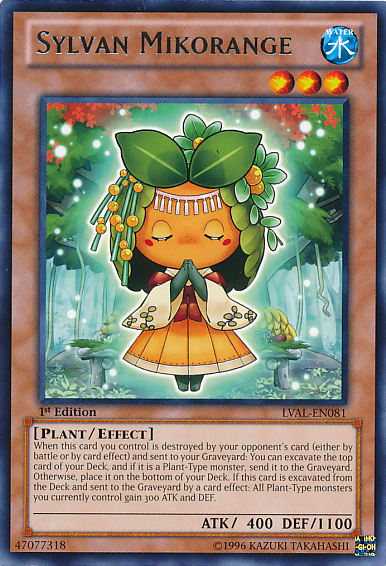 SYLVAN MIKORANGE
WATER
水
1st Edition
LVAL-EN081
[PLANT/EFFECT]
When this card you control is destroyed by your opponent's card (either by
battle or by card effect) and sent to your Graveyard: You can excavate the top
card of your Deck, and if it is a Plant-Type monster, send it to the Graveyard.
Otherwise, place it on the bottom of your Deck. If this card is excavated from
the Deck and sent to the Graveyard by a card effect: All Plant-Type monsters
you currently control gain 300 ATK and DEF.
ATK/ 400 DEF/1100
47077318
©1996 KAZUKI TAKAHASHI